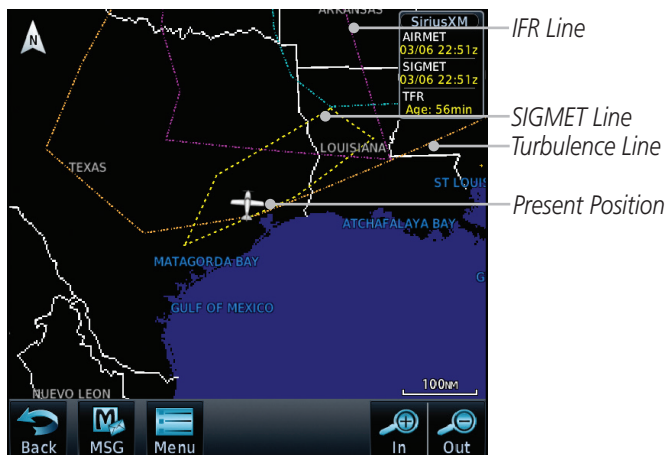 ARKANSAS
IFR Line
N
SiriusXM
AIRMET
03/06 22:51z
SIGMET
03/06 22:51z
TFR
Age: 56min
SIGMET Line
LOUISIANA
Turbulence Line
TEXAS
ST LOUIS
Present Position
ATCHAFALAYA BAY
MATAGORDA BAY
G
GULF OF MEXICO
100NM
NUEVO LEON
Back
MSG
Menu
In
Out